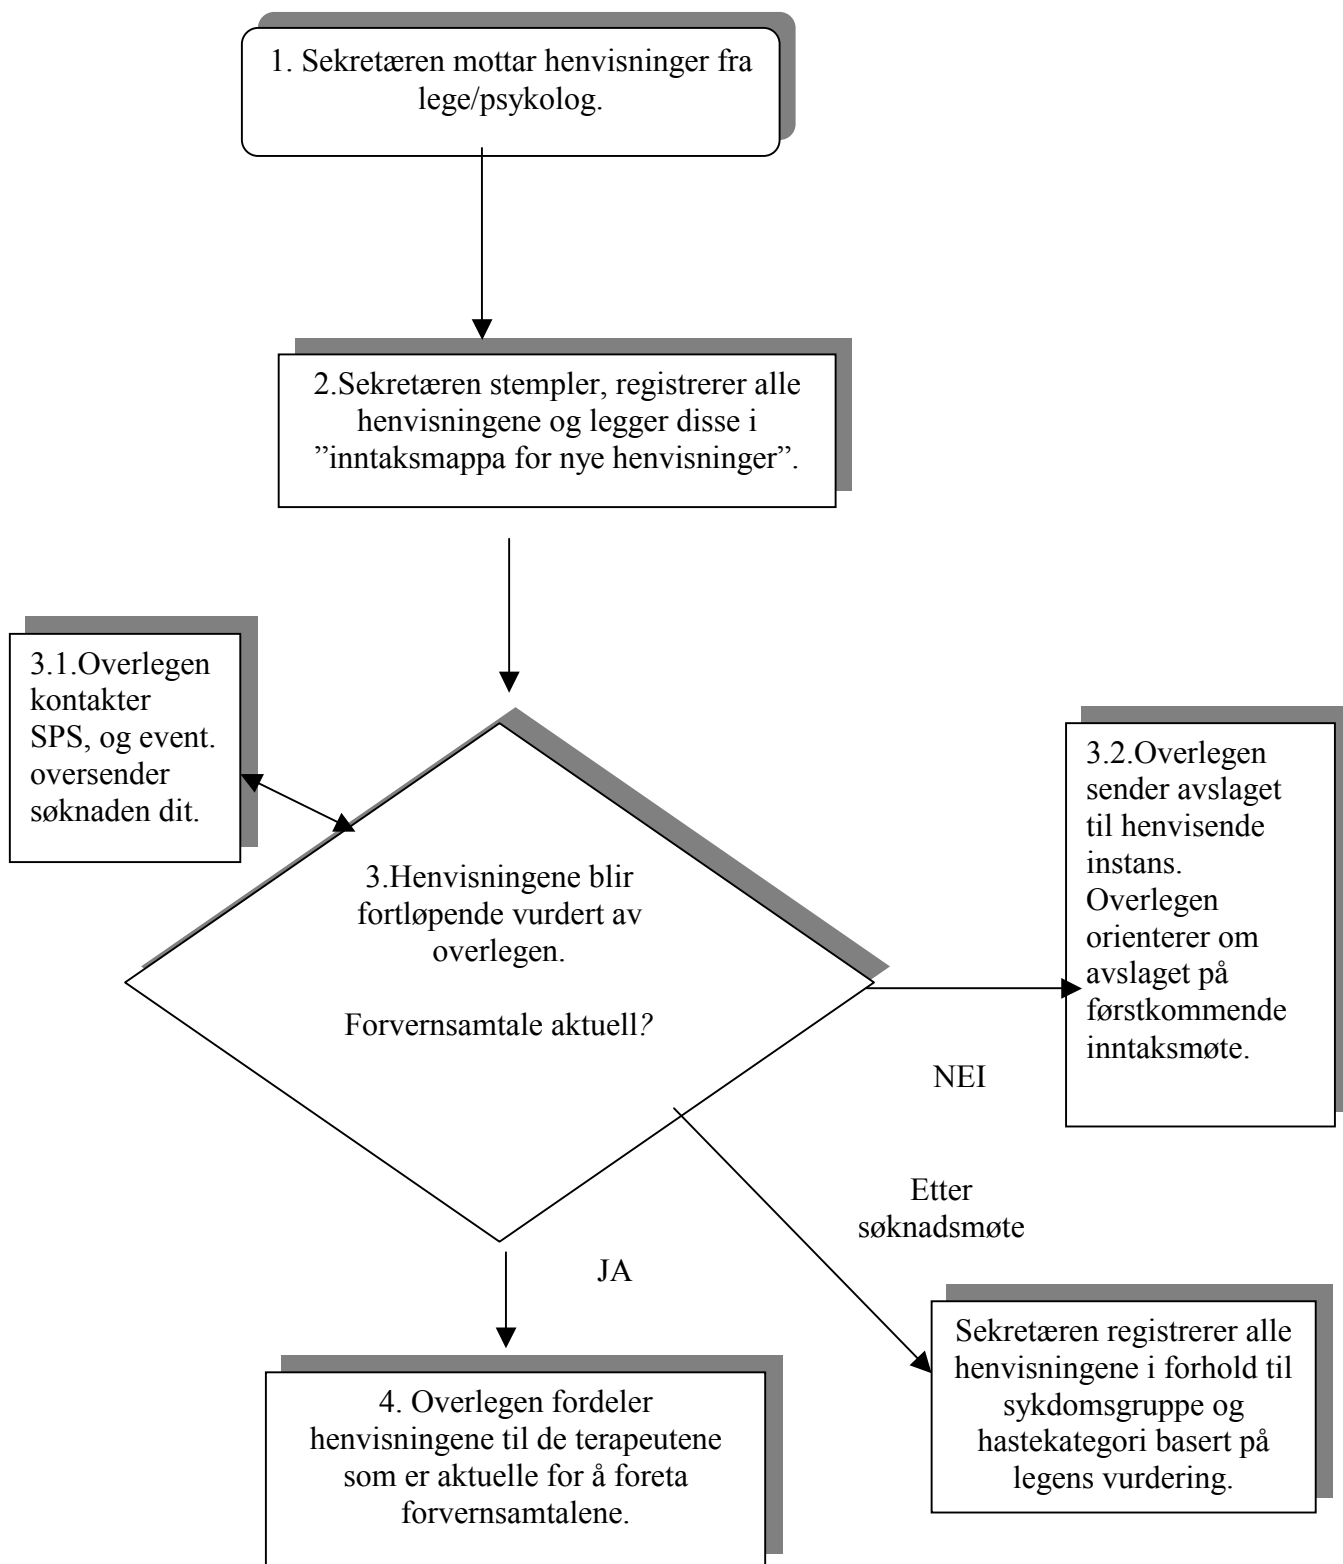 1. Sekretæren mottar henvisninger fra
lege/psykolog.
2.Sekretæren stempler, registrerer alle
henvisningene og legger disse i
”inntaksmappa for nye henvisninger”.
3.1.Overlegen
kontakter
SPS, og event.
oversender
søknaden dit.
3.Henvisningene blir
fortløpende vurdert av
overlegen.
Forvernsamtale aktuell?
3.2.Overlegen
sender avslaget
til henvisende
instans.
Overlegen
orienterer om
avslaget på
førstkommende
inntaksmøte.
NEI
Etter
søknadsmøte
JA
Sekretæren registrerer alle
henvisningene i forhold til
sykdomsgruppe og
hastekategori basert på
legens vurdering.
4. Overlegen fordeler
henvisningene til de terapeutene
som er aktuelle for å foreta
forvernsamtalene.